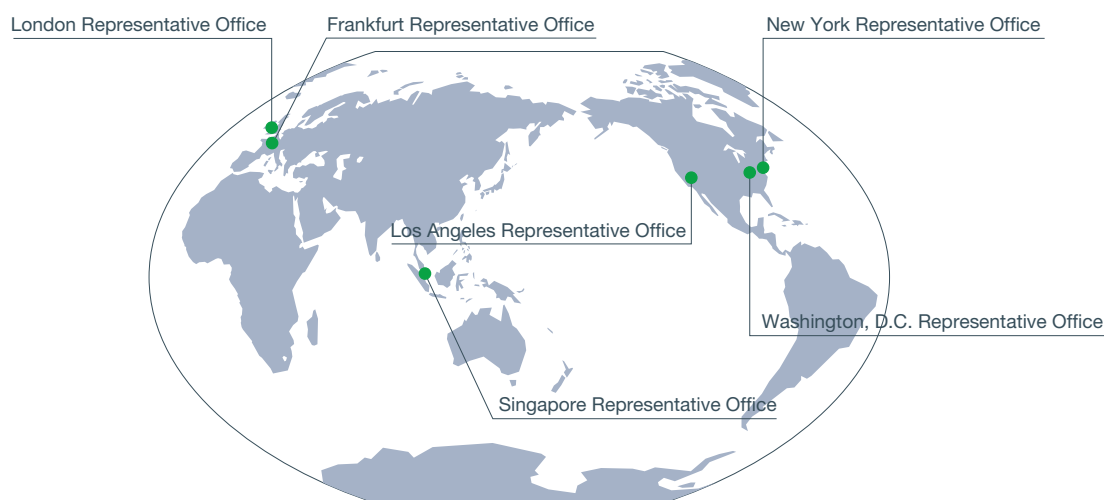 London Representative Office
Frankfurt Representative Office
New York Representative Office
Los Angeles Representative Office
Washington, D.C. Representative Office
Singapore Representative Office